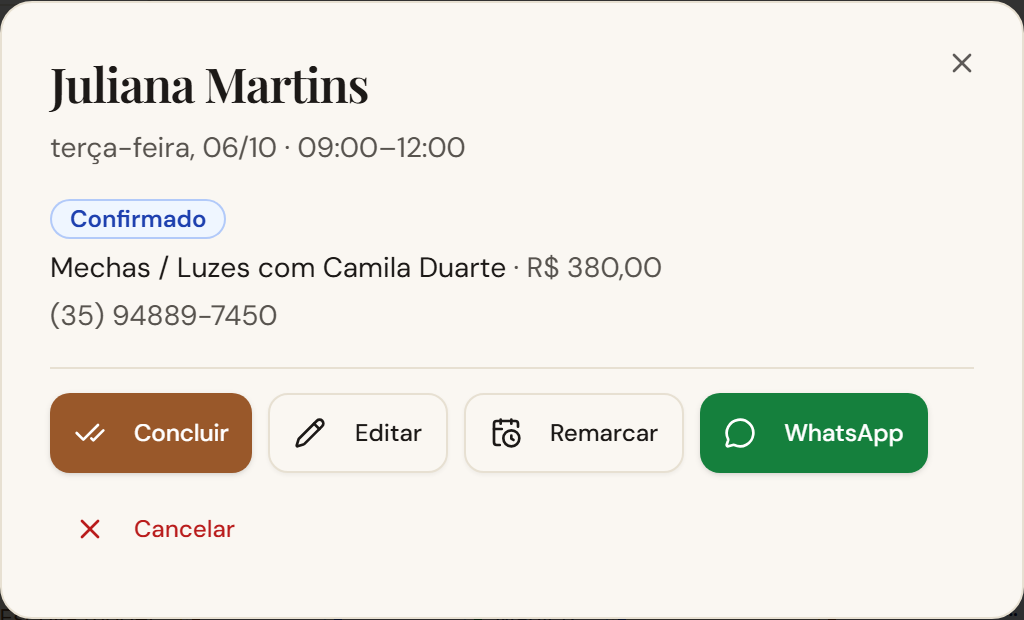 Juliana Martins
terça-feira, 06/10 · 09:00–12:00
Confirmado
Mechas / Luzes com Camila Duarte · R$ 380,00
(35) 94889-7450
Concluir Editar Remarcar WhatsApp
Cancelar